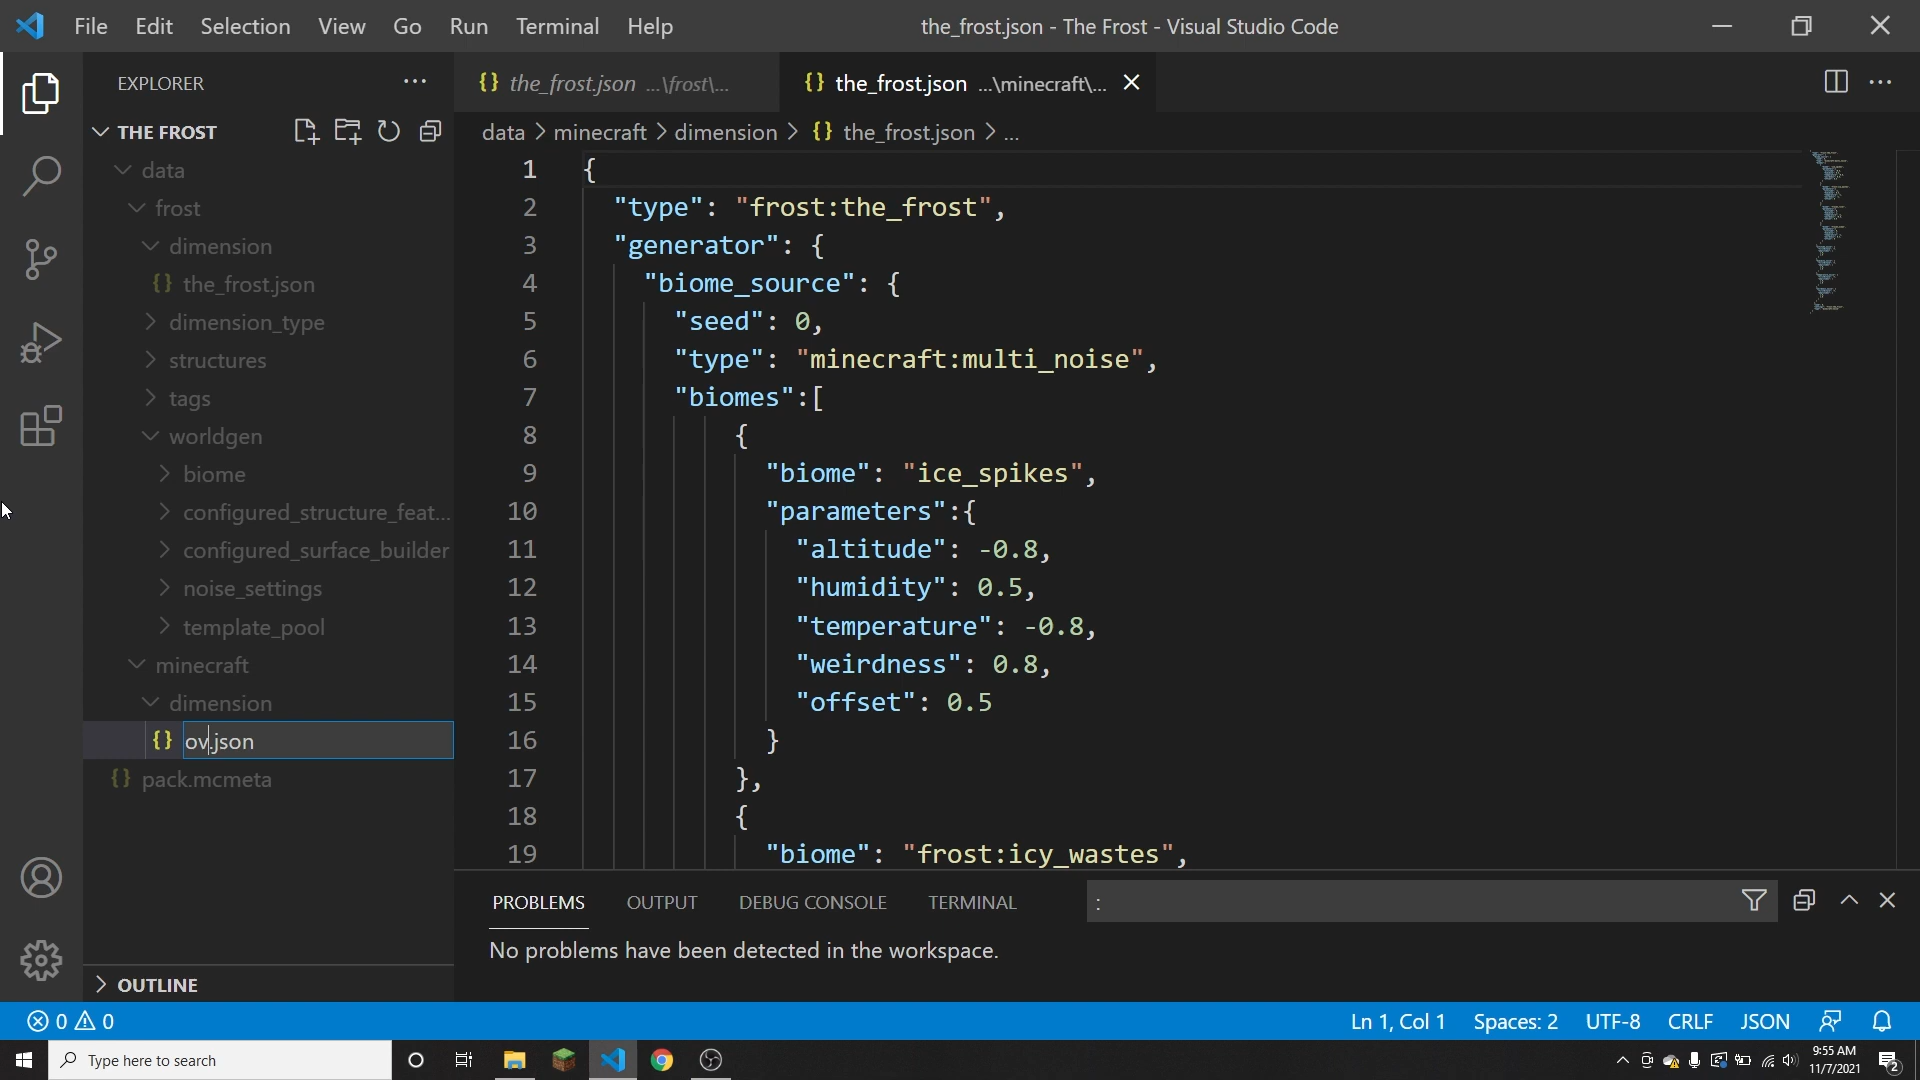 File Edit Selection View Go Run Terminal Help
the_frost.json - The Frost - Visual Studio Code
EXPLORER
THE FROST
data
frost
dimension
{} the_frost.json
dimension_type
structures
tags
worldgen
biome
configured_structure_feat...
configured_surface_builder
noise_settings
template_pool
minecraft
dimension
{} ov.json
{} pack.mcmeta
OUTLINE
{} the_frost.json ...\frost\...
{} the_frost.json ...\minecraft\...
data > minecraft > dimension > {} the_frost.json > ...
1 {
2 "type": "frost:the_frost",
3 "generator": {
4 "biome_source": {
5 "seed": 0,
6 "type": "minecraft:multi_noise",
7 "biomes":[
8 {
9 "biome": "ice_spikes",
10 "parameters":{
11 "altitude": -0.8,
12 "humidity": 0.5,
13 "temperature": -0.8,
14 "weirdness": 0.8,
15 "offset": 0.5
16 }
17 },
18 {
19 "biome": "frost:icy_wastes",
PROBLEMS OUTPUT DEBUG CONSOLE TERMINAL :
No problems have been detected in the workspace.
0 0 Ln 1, Col 1 Spaces: 2 UTF-8 CRLF JSON
Type here to search
9:55 AM
11/7/2021
2